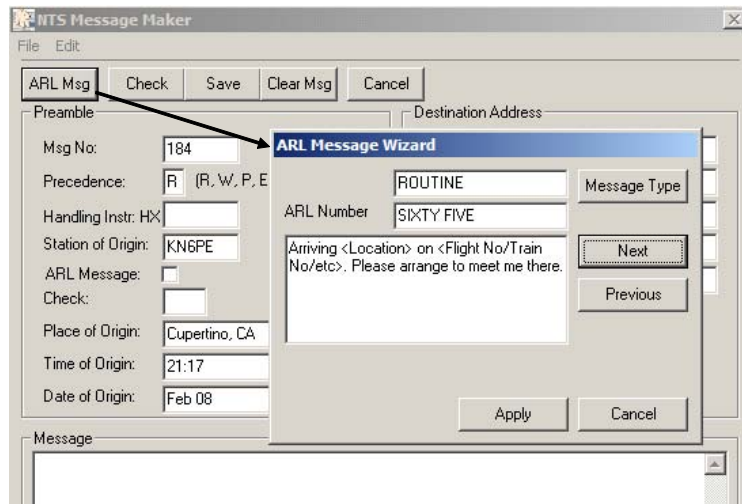 NTS Message Maker
File Edit
ARL Msg Check Save Clear Msg Cancel
Preamble
Destination Address
Msg No: 184
Precedence: R (R, W, P, E
Handling Instr: HX
Station of Origin: KN6PE
ARL Message:
Check:
Place of Origin: Cupertino, CA
Time of Origin: 21:17
Date of Origin: Feb 08
ARL Message Wizard
ROUTINE Message Type
ARL Number SIXTY FIVE
Arriving <Location> on <Flight No/Train
No/etc>. Please arrange to meet me there.
Next
Previous
Apply Cancel
Message